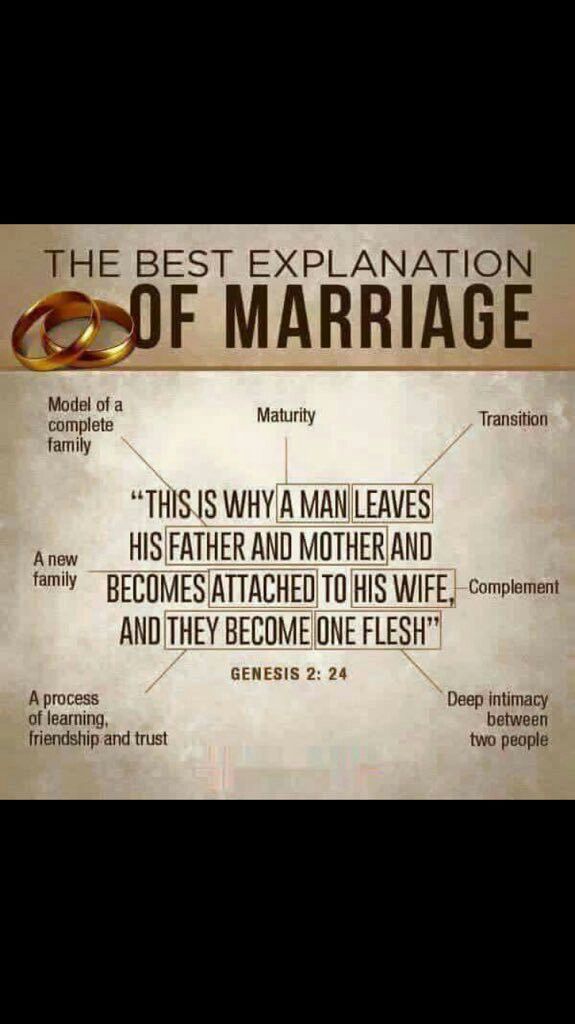 THE BEST EXPLANATION
OF MARRIAGE
Model of a
complete
family
Maturity
Transition
“THIS IS WHY A MAN LEAVES
HIS FATHER AND MOTHER AND
BECOMES ATTACHED TO HIS WIFE,
AND THEY BECOME ONE FLESH”
A new
family
Complement
GENESIS 2: 24
A process
of learning,
friendship and trust
Deep intimacy
between
two people